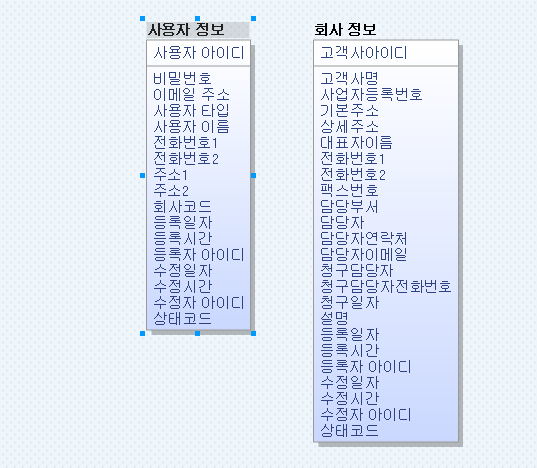 사용자 정보
사용자 아이디
비밀번호
이메일 주소
사용자 타입
사용자 이름
전화번호1
전화번호2
주소1
주소2
회사코드
등록일자
등록시간
등록자 아이디
수정일자
수정시간
수정자 아이디
상태코드
회사 정보
고객사아이디
고객사명
사업자등록번호
기본주소
상세주소
대표자이름
전화번호1
전화번호2
팩스번호
담당부서
담당자
담당자연락처
담당자이메일
청구담당자
청구담당자전화번호
청구일자
설명
등록일자
등록시간
등록자 아이디
수정일자
수정시간
수정자 아이디
상태코드